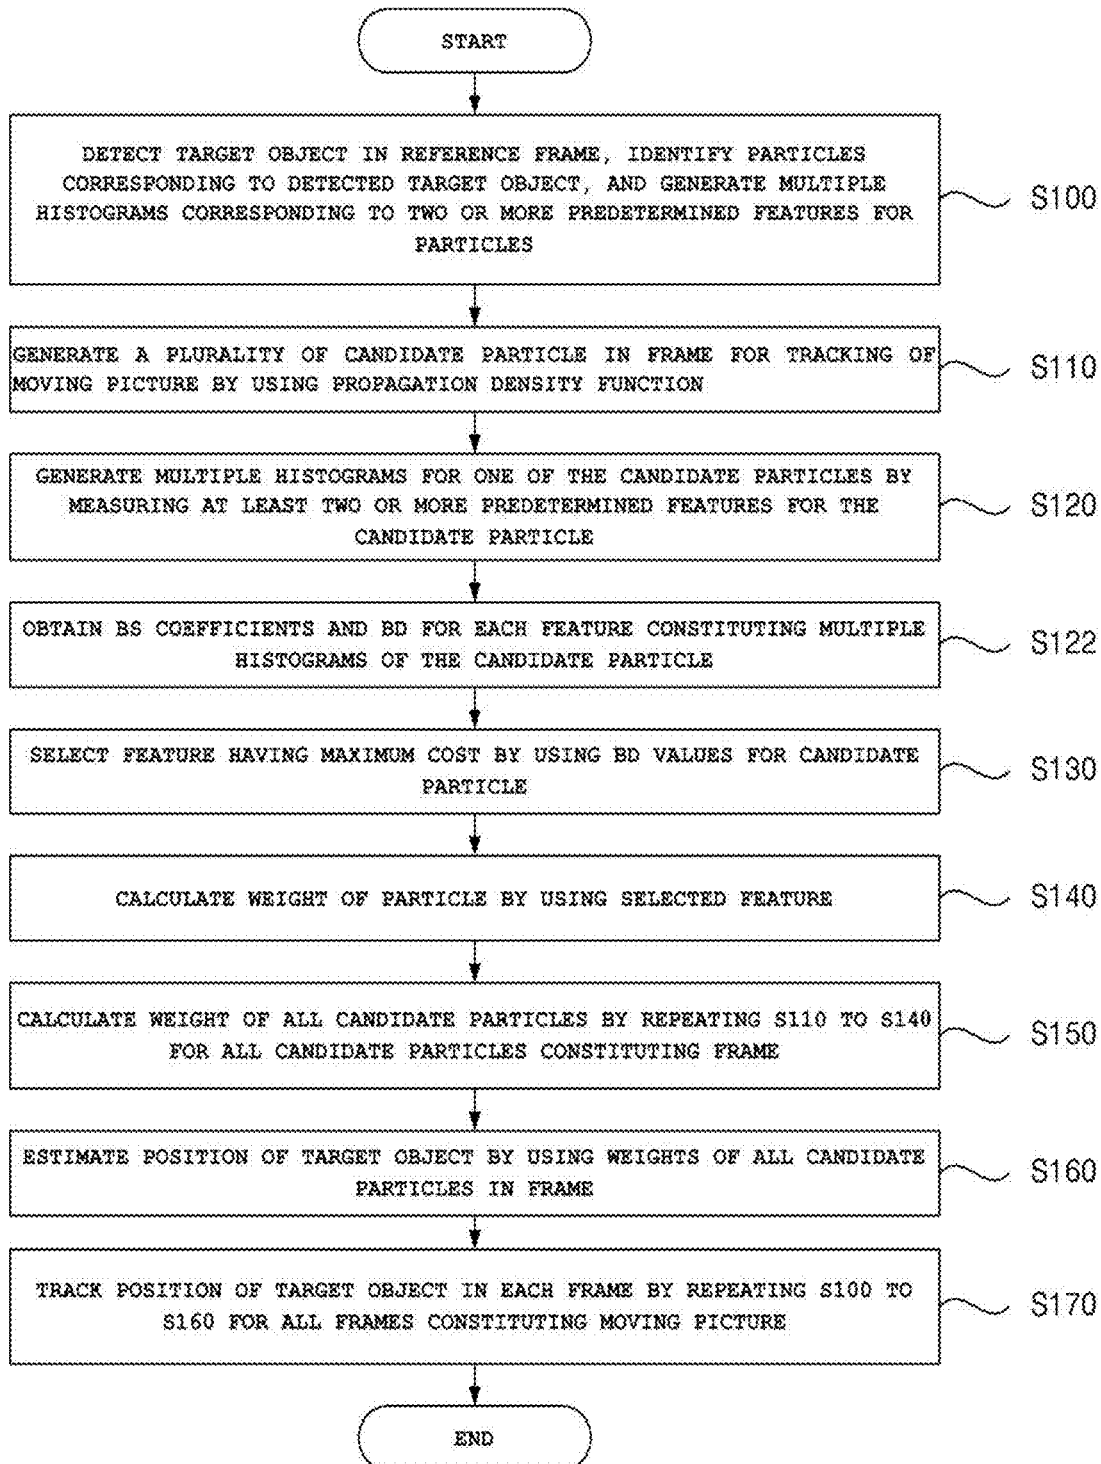 START
DETECT TARGET OBJECT IN REFERENCE FRAME, IDENTIFY PARTICLES
CORRESPONDING TO DETECTED TARGET OBJECT, AND GENERATE MULTIPLE
HISTOGRAMS CORRESPONDING TO TWO OR MORE PREDETERMINED FEATURES FOR
PARTICLES
S100
GENERATE A PLURALITY OF CANDIDATE PARTICLE IN FRAME FOR TRACKING OF
MOVING PICTURE BY USING PROPAGATION DENSITY FUNCTION
S110
GENERATE MULTIPLE HISTOGRAMS FOR ONE OF THE CANDIDATE PARTICLES BY
MEASURING AT LEAST TWO OR MORE PREDETERMINED FEATURES FOR THE
CANDIDATE PARTICLE
S120
OBTAIN BS COEFFICIENTS AND BD FOR EACH FEATURE CONSTITUTING MULTIPLE
HISTOGRAMS OF THE CANDIDATE PARTICLE
S122
SELECT FEATURE HAVING MAXIMUM COST BY USING BD VALUES FOR CANDIDATE
PARTICLE
S130
CALCULATE WEIGHT OF PARTICLE BY USING SELECTED FEATURE
S140
CALCULATE WEIGHT OF ALL CANDIDATE PARTICLES BY REPEATING S110 TO S140
FOR ALL CANDIDATE PARTICLES CONSTITUTING FRAME
S150
ESTIMATE POSITION OF TARGET OBJECT BY USING WEIGHTS OF ALL CANDIDATE
PARTICLES IN FRAME
S160
TRACK POSITION OF TARGET OBJECT IN EACH FRAME BY REPEATING S100 TO
S160 FOR ALL FRAMES CONSTITUTING MOVING PICTURE
S170
END